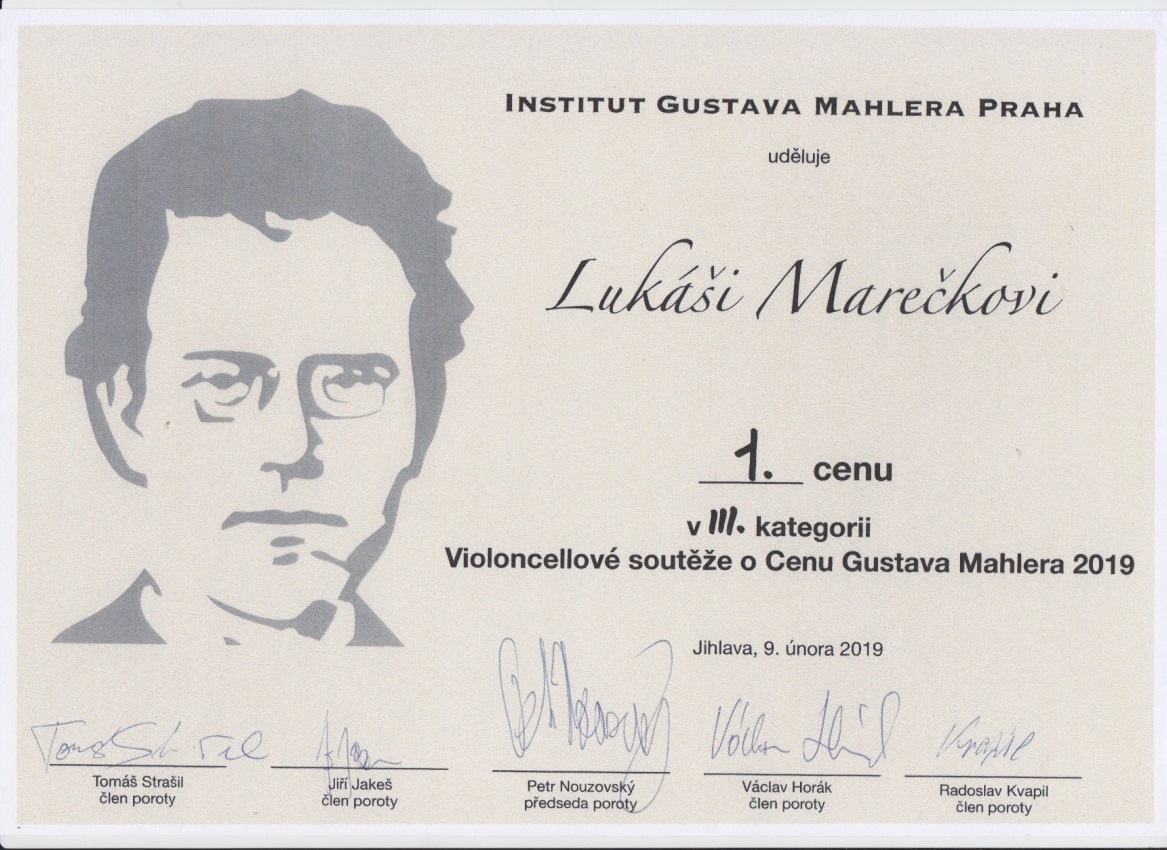 INSTITUT GUSTAVA MAHLERA PRAHA
uděluje
Lukáši Marečkovi
1. cenu
v III. kategorii
Violoncellové soutěže o Cenu Gustava Mahlera 2019
Jihlava, 9. února 2019
Tomáš Strašil
člen poroty
Jiří Jakeš
člen poroty
Petr Nouzovský
předseda poroty
Václav Horák
člen poroty
Radoslav Kvapil
člen poroty